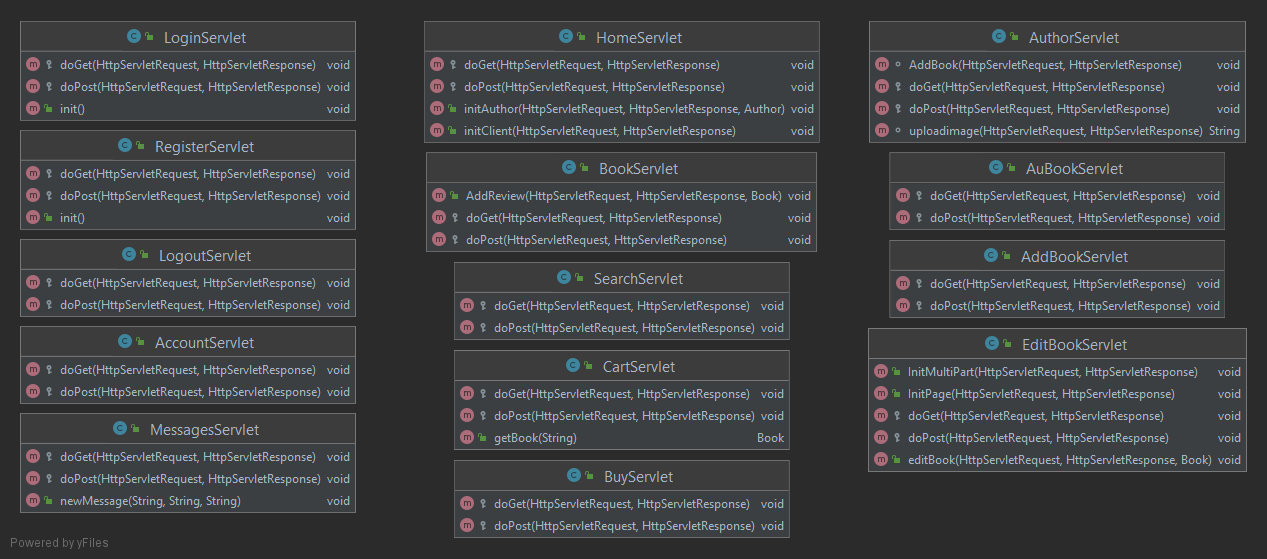 LoginServlet
doGet(HttpServletRequest, HttpServletResponse) void
doPost(HttpServletRequest, HttpServletResponse) void
init() void
RegisterServlet
doGet(HttpServletRequest, HttpServletResponse) void
doPost(HttpServletRequest, HttpServletResponse) void
init() void
LogoutServlet
doGet(HttpServletRequest, HttpServletResponse) void
doPost(HttpServletRequest, HttpServletResponse) void
AccountServlet
doGet(HttpServletRequest, HttpServletResponse) void
doPost(HttpServletRequest, HttpServletResponse) void
MessagesServlet
doGet(HttpServletRequest, HttpServletResponse) void
doPost(HttpServletRequest, HttpServletResponse) void
newMessage(String, String, String) void
HomeServlet
doGet(HttpServletRequest, HttpServletResponse) void
doPost(HttpServletRequest, HttpServletResponse) void
initAuthor(HttpServletRequest, HttpServletResponse, Author) void
initClient(HttpServletRequest, HttpServletResponse) void
BookServlet
AddReview(HttpServletRequest, HttpServletResponse, Book) void
doGet(HttpServletRequest, HttpServletResponse) void
doPost(HttpServletRequest, HttpServletResponse) void
SearchServlet
doGet(HttpServletRequest, HttpServletResponse) void
doPost(HttpServletRequest, HttpServletResponse) void
CartServlet
doGet(HttpServletRequest, HttpServletResponse) void
doPost(HttpServletRequest, HttpServletResponse) void
getBook(String) Book
BuyServlet
doGet(HttpServletRequest, HttpServletResponse) void
doPost(HttpServletRequest, HttpServletResponse) void
AuthorServlet
AddBook(HttpServletRequest, HttpServletResponse) void
doGet(HttpServletRequest, HttpServletResponse) void
doPost(HttpServletRequest, HttpServletResponse) void
uploadimage(HttpServletRequest, HttpServletResponse) String
AuBookServlet
doGet(HttpServletRequest, HttpServletResponse) void
doPost(HttpServletRequest, HttpServletResponse) void
AddBookServlet
doGet(HttpServletRequest, HttpServletResponse) void
doPost(HttpServletRequest, HttpServletResponse) void
EditBookServlet
InitMultiPart(HttpServletRequest, HttpServletResponse) void
InitPage(HttpServletRequest, HttpServletResponse) void
doGet(HttpServletRequest, HttpServletResponse) void
doPost(HttpServletRequest, HttpServletResponse) void
editBook(HttpServletRequest, HttpServletResponse, Book) void
Powered by yFiles